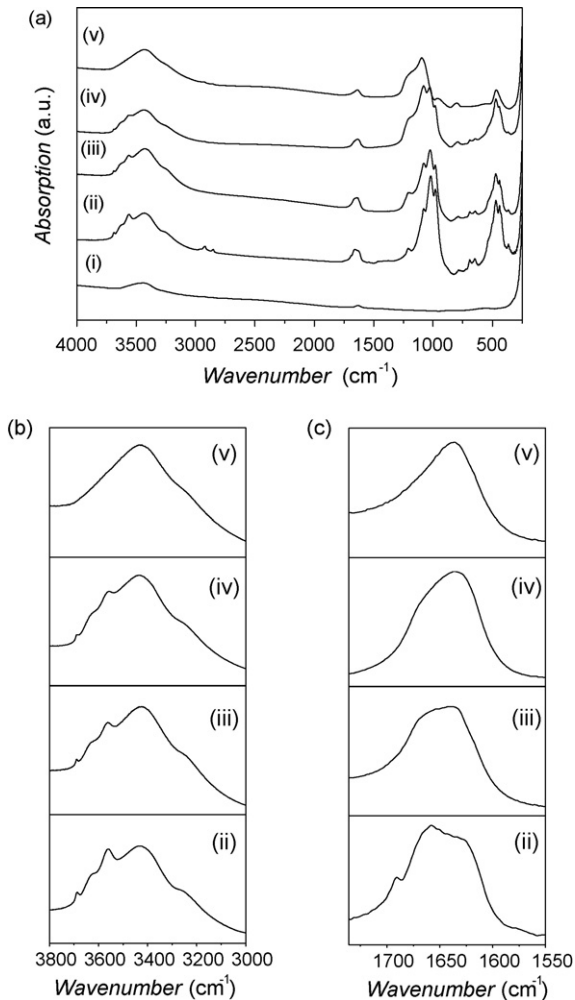 (a)
(v)
(iv)
(iii)
(ii)
(i)
Absorption (a.u.)
4000 3500 3000 2500 2000 1500 1000 500
Wavenumber (cm-1)
(b)
(v)
(iv)
(iii)
(ii)
3800 3600 3400 3200 3000
Wavenumber (cm-1)
(c)
(v)
(iv)
(iii)
(ii)
1700 1650 1600 1550
Wavenumber (cm-1)